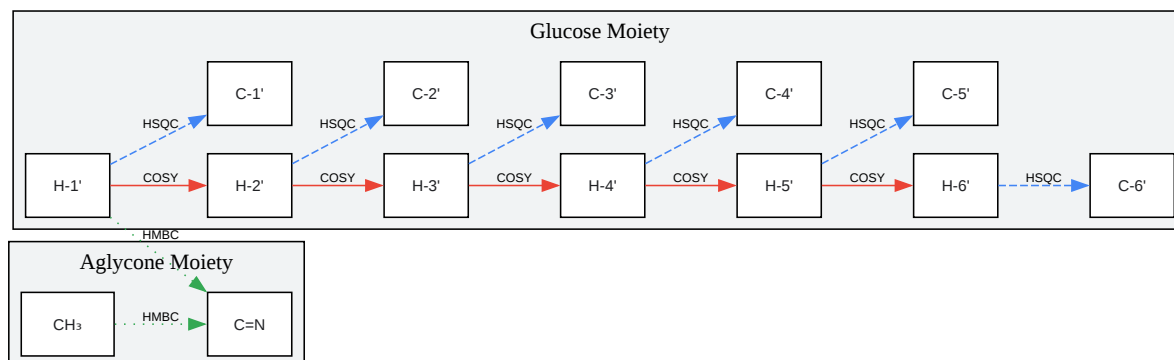 Glucose Moiety
C-1'
C-2'
C-3'
C-4'
C-5'
HSQC
HSQC
HSQC
HSQC
HSQC
H-1'
COSY
H-2'
COSY
H-3'
COSY
H-4'
COSY
H-5'
COSY
H-6'
HSQC
C-6'
HMBC
Aglycone Moiety
CH₃
HMBC
C=N